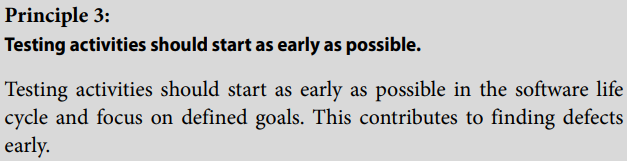 Principle 3:
Testing activities should start as early as possible.
Testing activities should start as early as possible in the software life
cycle and focus on defined goals. This contributes to finding defects
early.